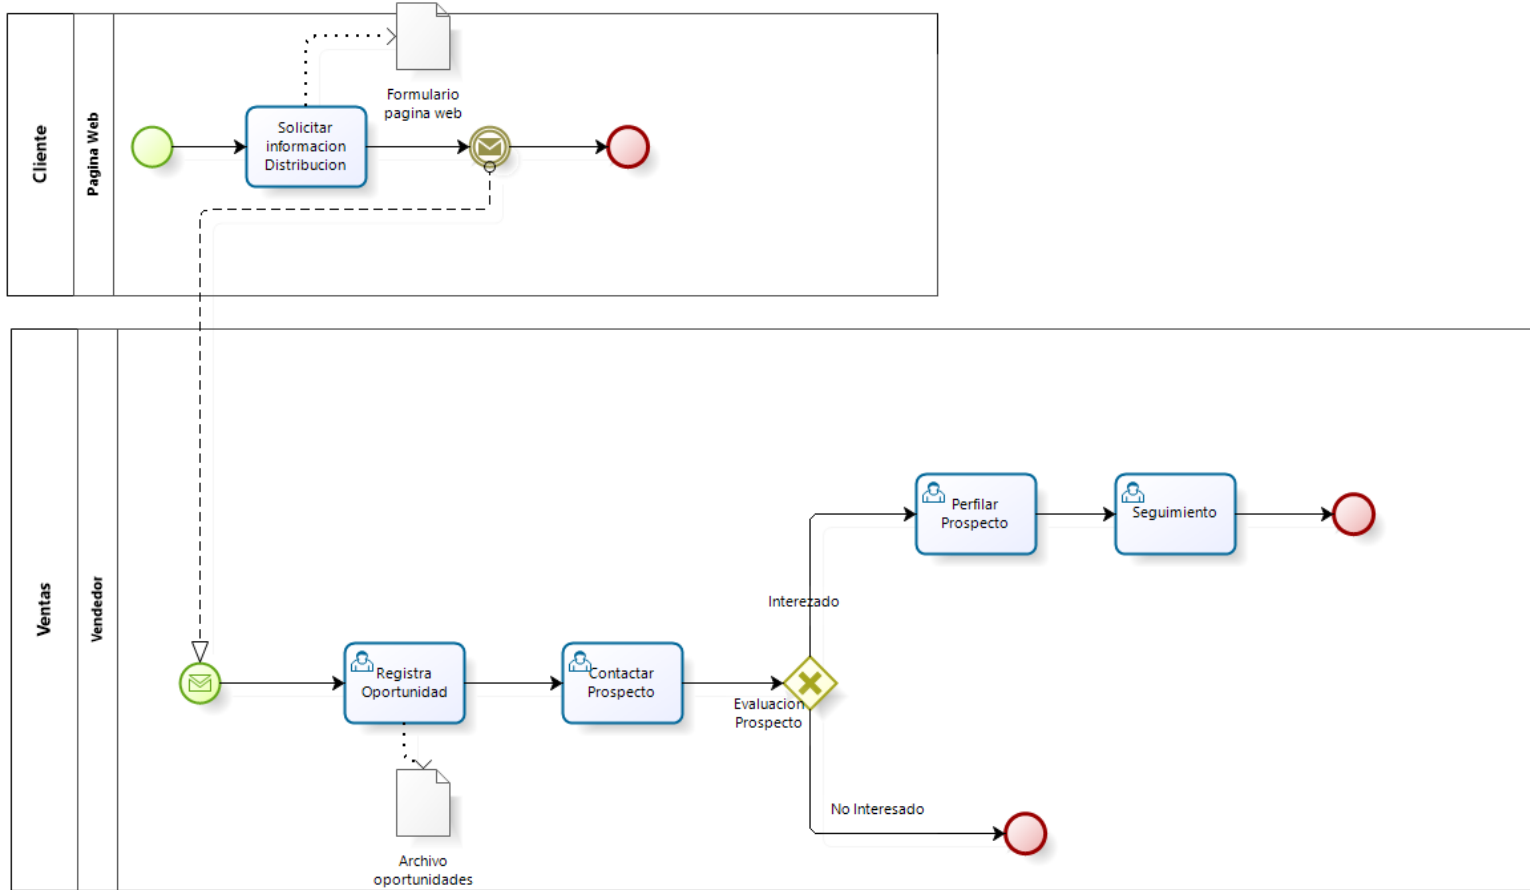 Cliente
Pagina Web
Formulario
pagina web
Solicitar
informacion
Distribucion
Ventas
Vendedor
Perfilar
Prospecto
Seguimiento
Interezado
Registra
Oportunidad
Contactar
Prospecto
Evaluacion
Prospecto
No Interesado
Archivo
oportunidades